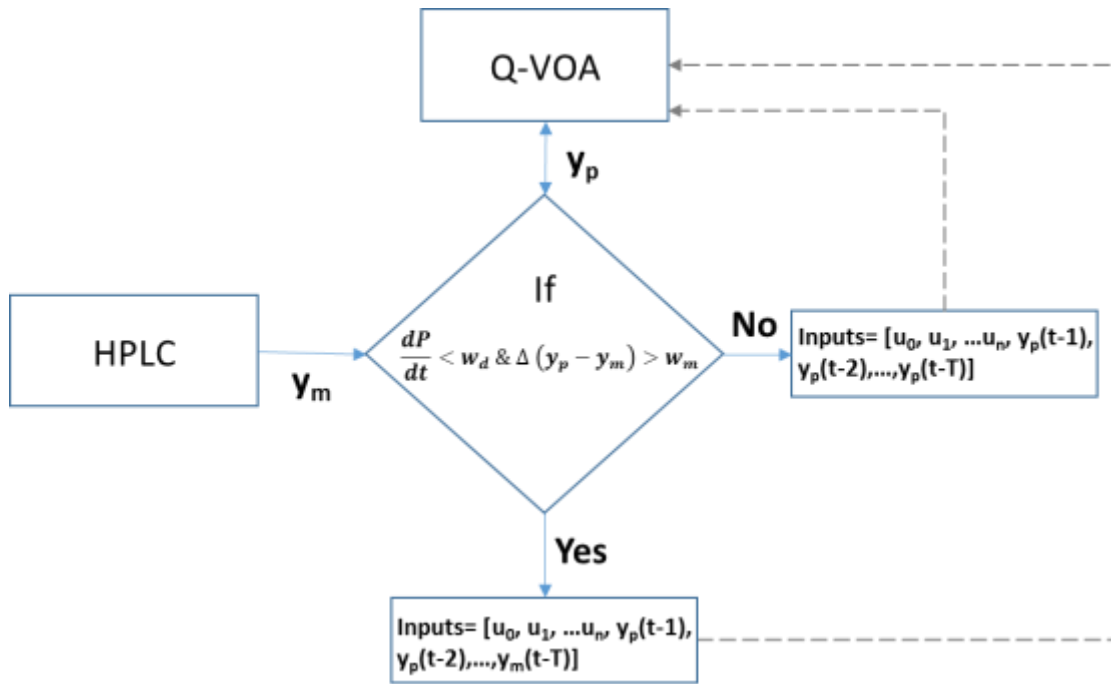 Q-VOA
yₚ
If
dP/dt < w_d & Δ (yₚ − yₘ) > wₘ
HPLC
yₘ
No
Inputs= [u₀, u₁, ...uₙ, yₚ(t-1),
yₚ(t-2),...,yₚ(t-T)]
Yes
Inputs= [u₀, u₁, ...uₙ, yₚ(t-1),
yₚ(t-2),...,yₘ(t-T)]